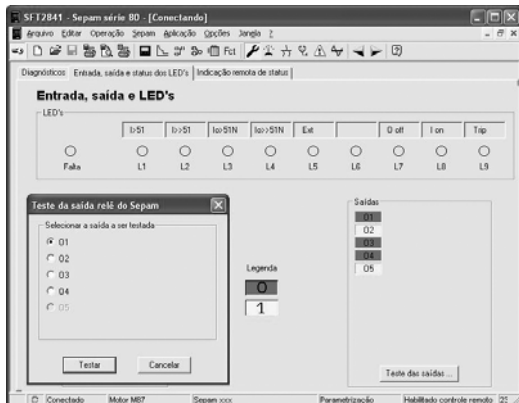 SFT2841 - Sepam série 80 - [Conectando]
Arquivo Editar Operação Sepam Aplicação Opções Janela ?
Fct
Diagnósticos Entrada, saída e status dos LED's Indicação remota de status
Entrada, saída e LED's
LED's
I>51 I>>51 Io>51N Io>>51N Ext O off I on Trip
Falta L1 L2 L3 L4 L5 L6 L7 L8 L9
Teste da saída relé do Sepam
Selecionar a saída a ser testada
O1
O2
O3
O4
O5
Testar Cancelar
Legenda
0
1
Saídas
O1
O2
O3
O4
O5
Teste das saídas ...
Conectado Motor M87 Sepam xxx Parametrização Habilitado controle remoto